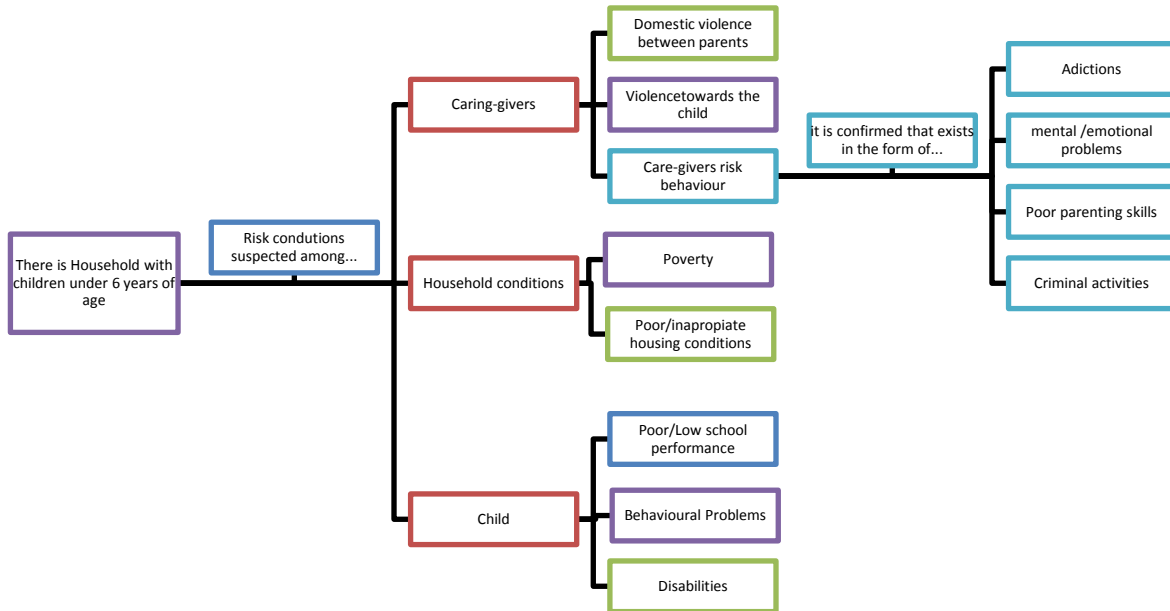 There is Household with
children under 6 years of
age
Risk condutions
suspected among...
Caring-givers
Domestic violence
between parents
Violencetowards the
child
Care-givers risk
behaviour
it is confirmed that exists
in the form of...
Adictions
mental /emotional
problems
Poor parenting skills
Criminal activities
Household conditions
Poverty
Poor/inapropiate
housing conditions
Child
Poor/Low school
performance
Behavioural Problems
Disabilities